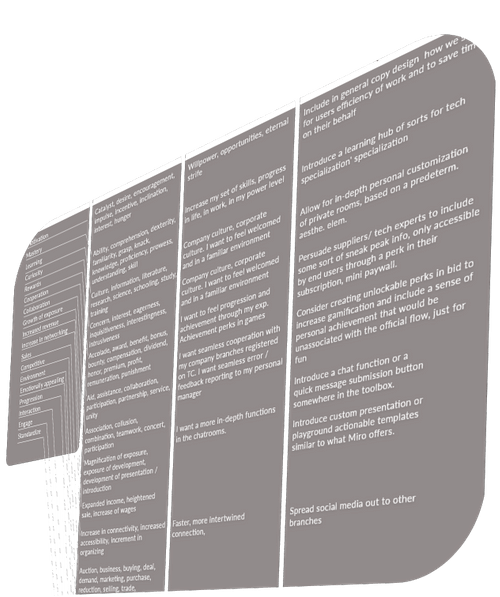 Motivation
Mastery
Learning
Curiosity
Rewards
Cooperation
Collaboration
Growth of exposure
Increased revenue
Increase in networking
Sales
Competitive
Environment
Emotionally appealing
Progression
Interaction
Engage
Standardize
Catalyst, desire, encouragement,
impulse, incentive, inclination,
interest, hunger
Ability, comprehension, dexterity,
familiarity, grasp, knack,
knowledge, proficiency, prowess,
understanding, skill
Culture, information, literature,
research, science, schooling, study,
training
Concern, interest, eagerness,
inquisitiveness, interestingness,
intrusiveness
Accolade, award, benefit, bonus,
bounty, compensation, dividend,
honor, premium, profit,
remuneration, punishment
Aid, assistance, collaboration,
participation, partnership, service,
unity
Association, collusion,
combination, teamwork, concert,
participation
Magnification of exposure,
exposure of development,
development of presentation /
introduction
Expanded income, heightened
sale, increase of wages
Increase in connectivity, increased
accessibility, increment in
organizing
Auction, business, buying, deal,
demand, marketing, purchase,
reduction, selling, trade,
Willpower, opportunities, eternal
strife
Increase my set of skills, progress
in life, in work, in my power level
Company culture, corporate
culture. I want to feel welcomed
and in a familiar environment
Company culture, corporate
culture. I want to feel welcomed
and in a familiar environment
I want to feel progression and
achievement through my exp.
Achievement perks in games
I want seamless cooperation with
my company branches registered
on TC. I want seamless error /
feedback reporting to my personal
manager
I want a more in-depth functions
in the chatrooms.
Faster, more intertwined
connection,
Include in general copy design how we
for users efficiency of work and to save time
on their behalf
Introduce a learning hub of sorts for tech
specialization' specialization
Allow for in-depth personal customization
of private rooms, based on a predeterm.
aesthe. elem.
Persuade suppliers/ tech experts to include
some sort of sneak peak info, only accessible
by end users through a perk in their
subscription, mini paywall.
Consider creating unlockable perks in bid to
increase gamification and include a sense of
personal achievement that would be
unassociated with the official flow, just for
fun
Introduce a chat function or a
quick message submission button
somewhere in the toolbox.
Introduce custom presentation or
playground actionable templates
similar to what Miro offers.
Spread social media out to other
branches